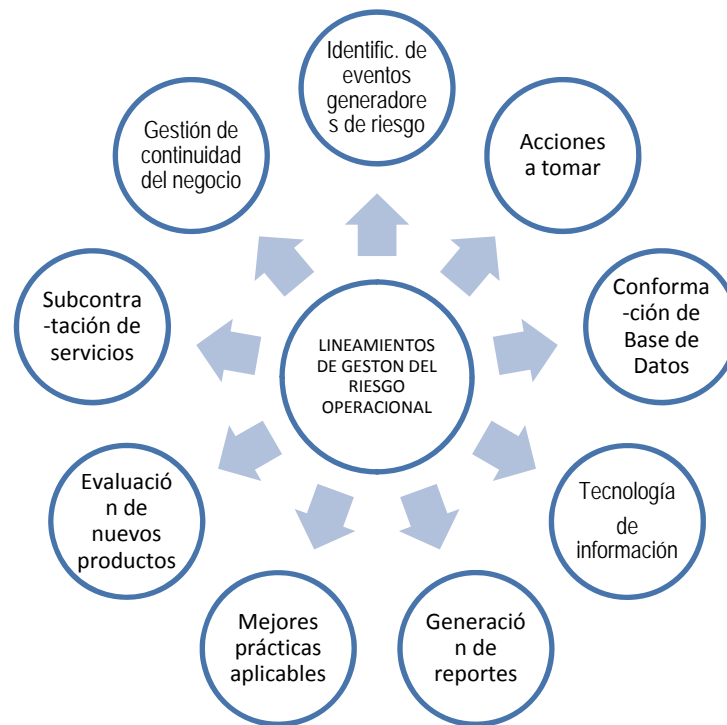 Identific. de
eventos
generadore
s de riesgo
Acciones
a tomar
Conforma
-ción de
Base de
Datos
Tecnología
de
información
Generació
n de
reportes
Mejores
prácticas
aplicables
Evaluació
n de
nuevos
productos
Subcontra
-tación de
servicios
Gestión de
continuidad
del negocio
LINEAMIENTOS
DE GESTON DEL
RIESGO
OPERACIONAL